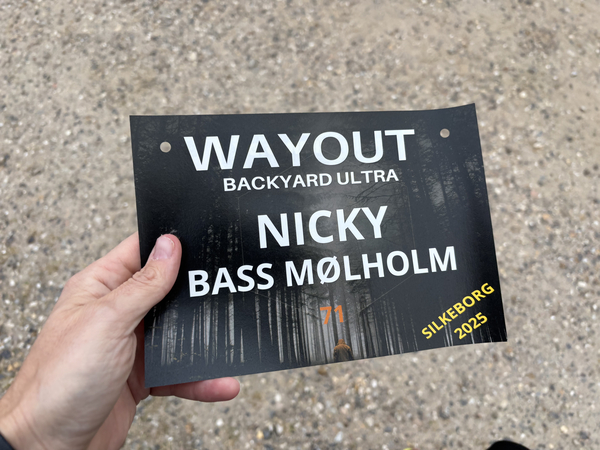 WAYOUT
BACKYARD ULTRA
NICKY
BASS MØLHOLM
71
SILKEBORG
2025